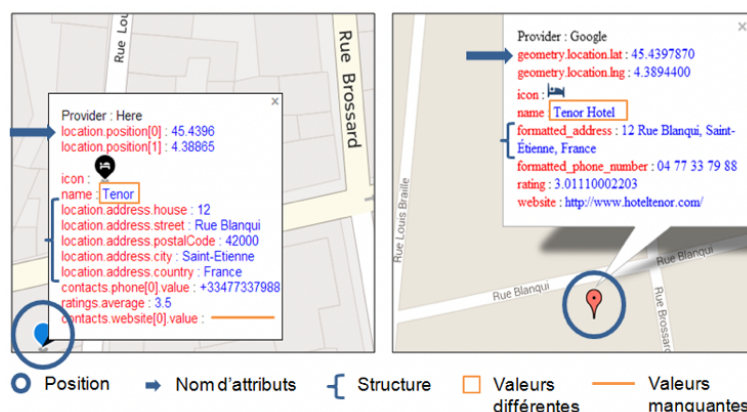 Rue Lou
Rue Brossard
Provider : Here
location.position[0] : 45.4396
location.position[1] : 4.38865
icon :
name : Tenor
location.address.house : 12
location.address.street : Rue Blanqui
location.address.postalCode : 42000
location.address.city : Saint-Etienne
location.address.country : France
contacts.phone[0].value : +33477337988
ratings.average : 3.5
contacts.website[0].value :
Provider : Google
geometry.location.lat : 45.4397870
geometry.location.lng : 4.3894400
icon :
name : Tenor Hotel
formatted_address : 12 Rue Blanqui, Saint-
Étienne, France
formatted_phone_number : 04 77 33 79 88
rating : 3.01110002203
website : http://www.hoteltenor.com/
Rue Louis Braille
Rue Blanqui
Rue Blanqui
Rue Brossard
Position
Nom d'attributs
Structure
Valeurs
différentes
Valeurs
manquantes